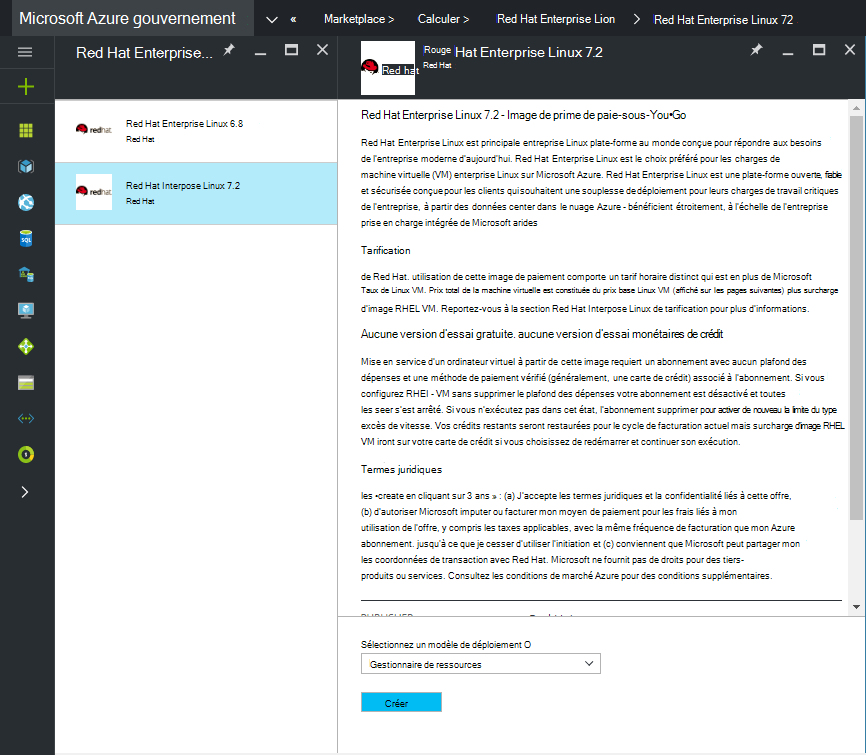 Microsoft Azure gouvernement « Marketplace > Calculer > Red Hat Enterprise Lion > Red Hat Enterprise Linux 72
Red Hat Enterprise...
redhat
Red Hat Enterprise Linux 6.8
Red Hat
redhat
Red Hat Interpose Linux 7.2
Red Hat
SQL
Red hat
Rouge Hat Enterprise Linux 7.2
Red Hat
Red Hat Enterprise Linux 7.2 - Image de prime de paie-sous-You•Go
Red Hat Enterprise Linux est principale entreprise Linux plate-forme au monde conçue pour répondre aux besoins
de l'entreprise moderne d'aujourd'hui. Red Hat Enterprise Linux est le choix préféré pour les charges de
machine virtuelle (VM) enterprise Linux sur Microsoft Azure. Red Hat Enterprise Linux est une plate-forme ouverte, fiable
et sécurisée conçue pour les clients qui souhaitent une souplesse de déploiement pour leurs charges de travail critiques
de l'entreprise, à partir des données center dans le nuage Azure - bénéficient étroitement, à l'échelle de l'entreprise
prise en charge intégrée de Microsoft arides
Tarification
de Red Hat. utilisation de cette image de paiement comporte un tarif horaire distinct qui est en plus de Microsoft
Taux de Linux VM. Prix total de la machine virtuelle est constituée du prix base Linux VM (affiché sur les pages suivantes) plus surcharge
d'image RHEL VM. Reportez-vous à la section Red Hat Interpose Linux de tarification pour plus d'informations.
Aucune version d'essai gratuite. aucune version d'essai monétaires de crédit
Mise en service d'un ordinateur virtuel à partir de cette image requiert un abonnement avec aucun plafond des
dépenses et une méthode de paiement vérifié (généralement, une carte de crédit) associé à l'abonnement. Si vous
configurez RHEI - VM sans supprimer le plafond des dépenses votre abonnement est désactivé et toutes
les seer s'est arrêté. Si vous n'exécutez pas dans cet état, l'abonnement supprimer pour activer de nouveau la limite du type
excès de vitesse. Vos crédits restants seront restaurées pour le cycle de facturation actuel mais surcharge d'image RHEL
VM iront sur votre carte de crédit si vous choisissez de redémarrer et continuer son exécution.
Termes juridiques
les •create en cliquant sur 3 ans » : (a) J'accepte les termes juridiques et la confidentialité liés à cette offre,
(b) d'autoriser Microsoft imputer ou facturer mon moyen de paiement pour les frais liés à mon
utilisation de l'offre, y compris les taxes applicables, avec la même fréquence de facturation que mon Azure
abonnement. jusqu'à ce que je cesser d'utiliser l'initiation et (c) conviennent que Microsoft peut partager mon
les coordonnées de transaction avec Red Hat. Microsoft ne fournit pas de droits pour des tiers-
produits ou services. Consultez les conditions de marché Azure pour des conditions supplémentaires.
Sélectionnez un modèle de déploiement O
Gestionnaire de ressources
Créer